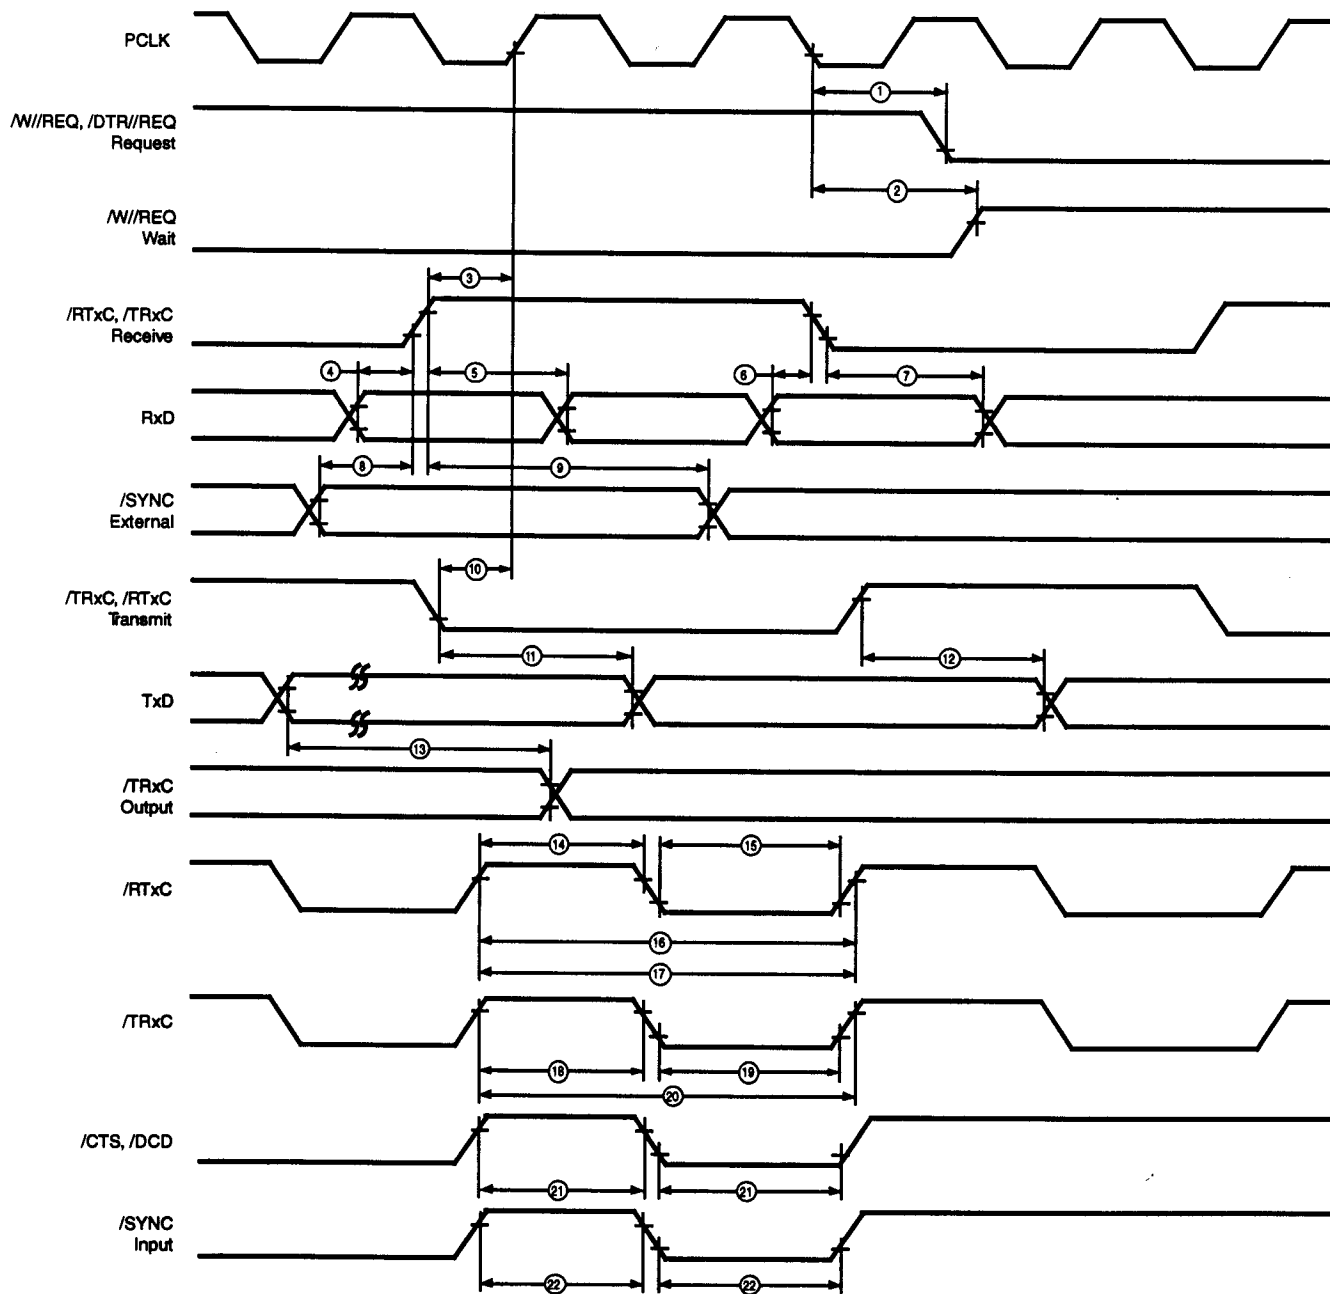 PCLK
1
/W//REQ, /DTR//REQ
Request
2
/W//REQ
Wait
3
/RTxC, /TRxC
Receive
4
5
6
7
RxD
8
9
/SYNC
External
10
/TRxC, /RTxC
Transmit
11
12
TxD
13
/TRxC
Output
14
15
/RTxC
16
17
/TRxC
18
19
20
/CTS, /DCD
21
21
/SYNC
Input
22
22